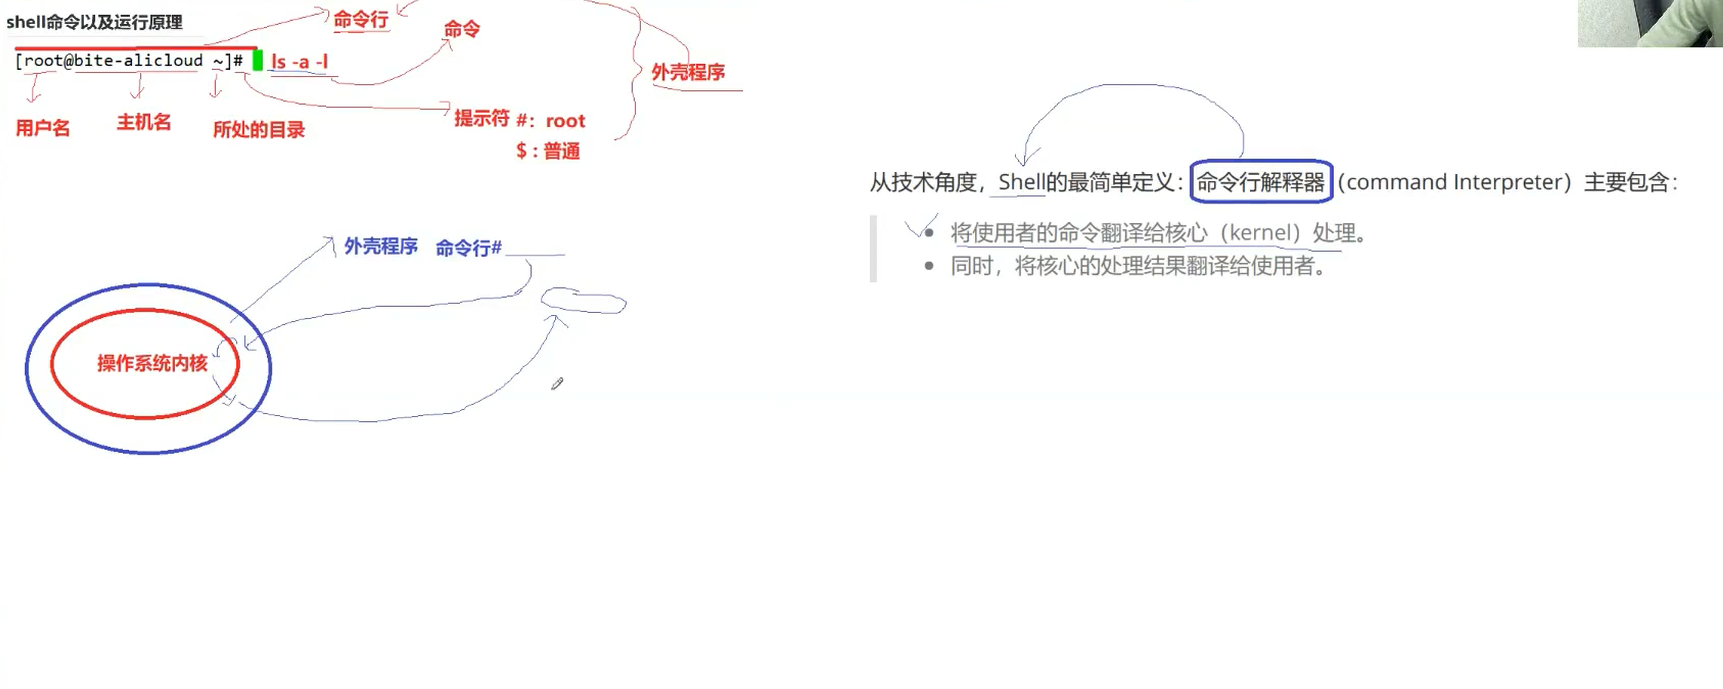 shell命令以及运行原理
命令行
命令
[root@bite-alicloud ~]# ls -a -l
外壳程序
用户名
主机名
所处的目录
提示符 #：root
$：普通
外壳程序 命令行#
操作系统内核
从技术角度，Shell的最简单定义：命令行解释器（command Interpreter）主要包含：
• 将使用者的命令翻译给核心（kernel）处理。
• 同时，将核心的处理结果翻译给使用者。